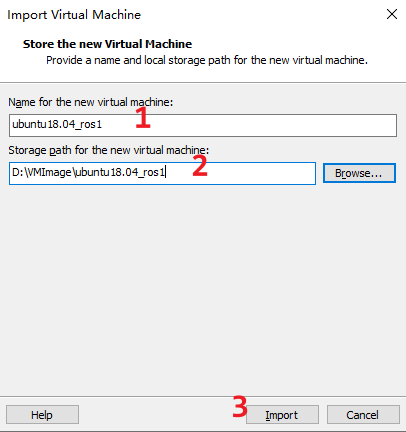 Import Virtual Machine
Store the new Virtual Machine
Provide a name and local storage path for the new virtual machine.
Name for the new virtual machine:
ubuntu18.04_ros1
1
Storage path for the new virtual machine:
2
D:\VMImage\ubuntu18.04_ros1
Browse...
3
Help
Import
Cancel